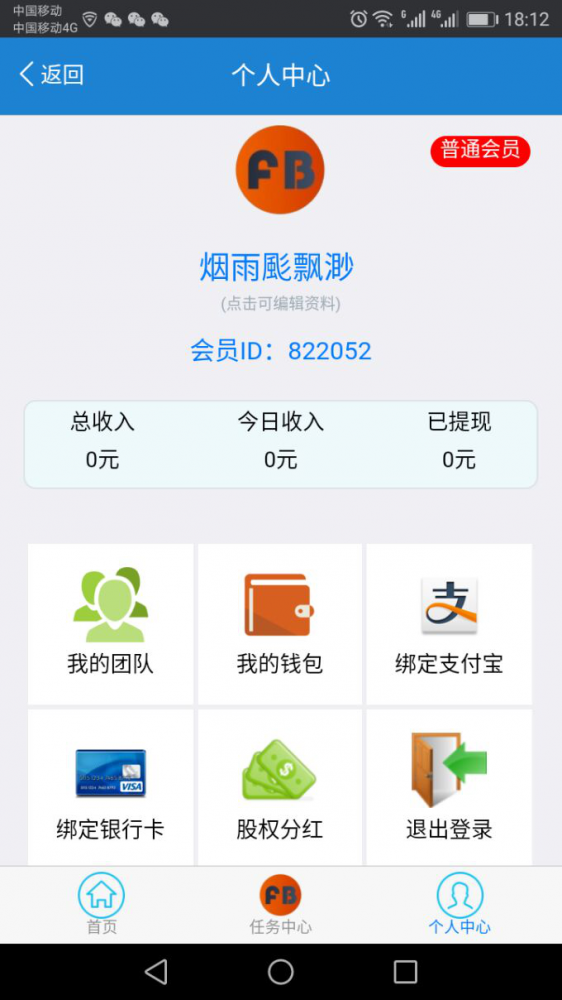 中国移动
中国移动4G
G
4G
18:12
返回
个人中心
FB
普通会员
烟雨彪飘渺
(点击可编辑资料)
会员ID：822052
总收入 今日收入 已提现
0元 0元 0元
支
我的团队 我的钱包 绑定支付宝
VISA
$
绑定银行卡 股权分红 退出登录
FB
首页 任务中心 个人中心